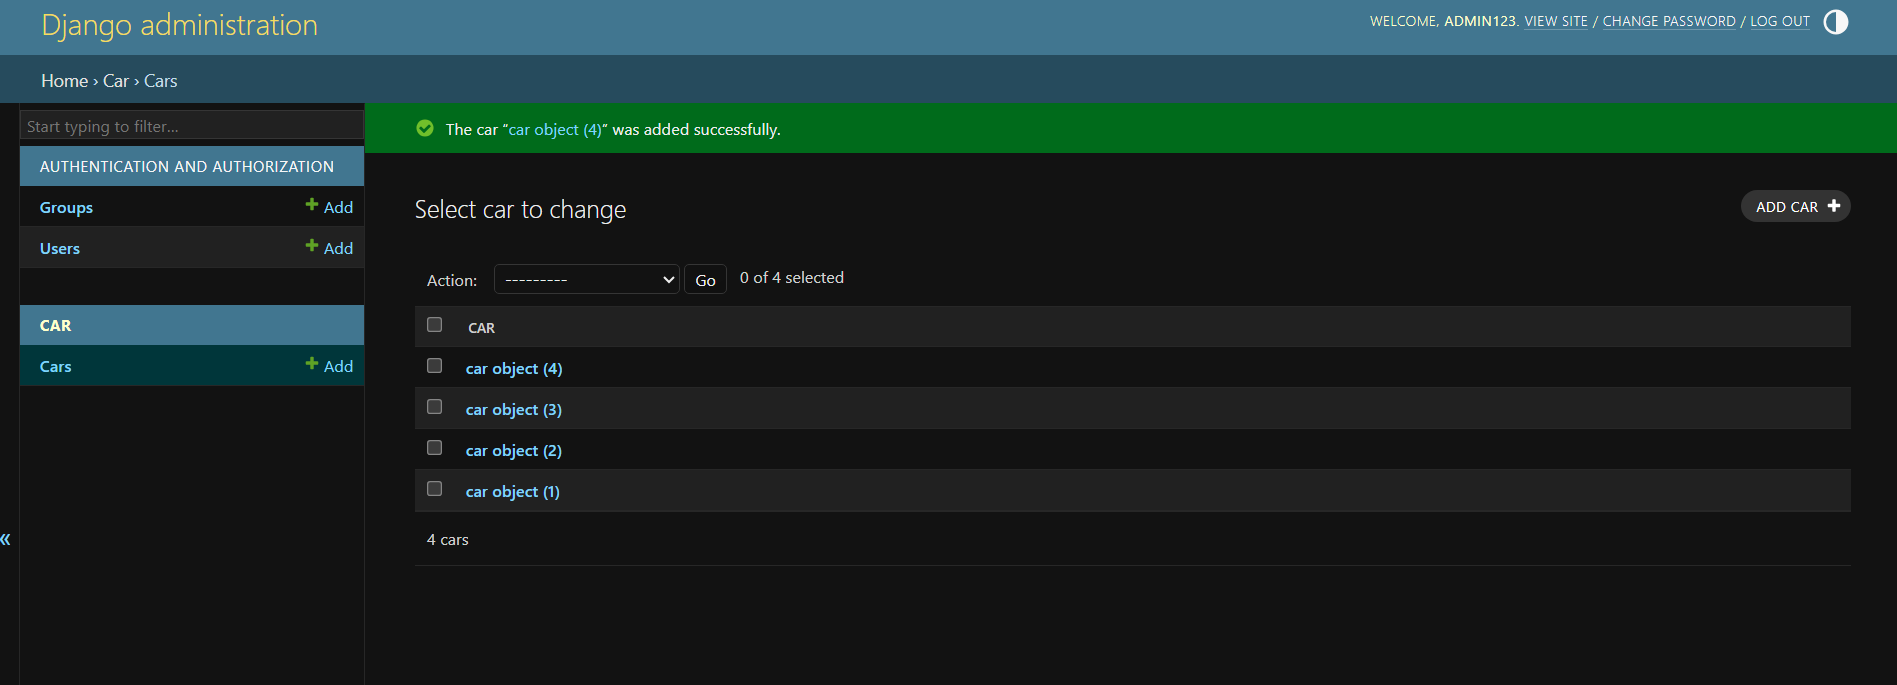 Django administration
WELCOME, ADMIN123. VIEW SITE / CHANGE PASSWORD / LOG OUT
Home › Car › Cars
Start typing to filter...
AUTHENTICATION AND AUTHORIZATION
Groups + Add
Users + Add
CAR
Cars + Add
«
The car “car object (4)” was added successfully.
Select car to change
ADD CAR +
Action: --------- Go 0 of 4 selected
CAR
car object (4)
car object (3)
car object (2)
car object (1)
4 cars